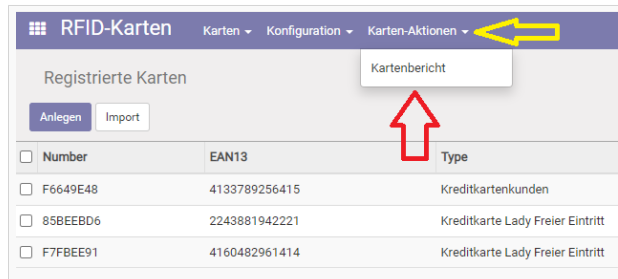 RFID-Karten Karten Konfiguration Karten-Aktionen
Kartenbericht
Registrierte Karten
Anlegen Import
Number EAN13 Type
F6649E48 4133789256415 Kreditkartenkunden
85BEEBD6 2243881942221 Kreditkarte Lady Freier Eintritt
F7FBEE91 4160482961414 Kreditkarte Lady Freier Eintritt